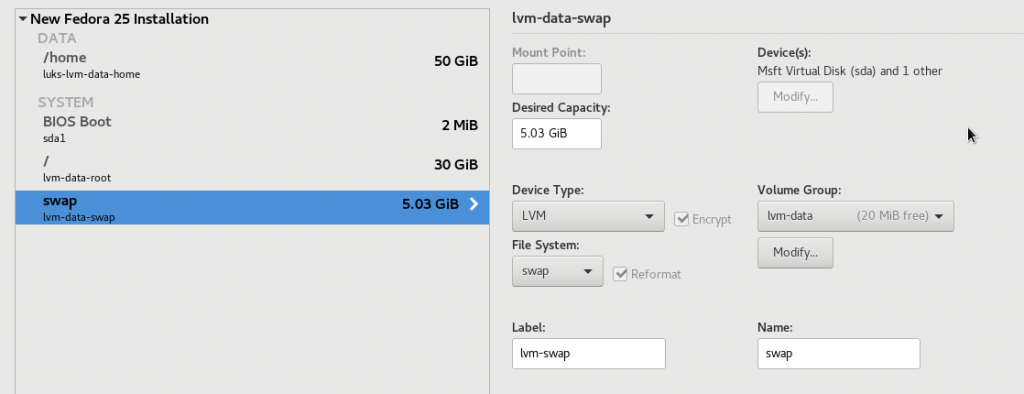 New Fedora 25 Installation
DATA
/home
50 GiB
luks-lvm-data-home
SYSTEM
BIOS Boot
2 MiB
sda1
/
30 GiB
lvm-data-root
swap
5.03 GiB
lvm-data-swap
lvm-data-swap
Mount Point:
Device(s):
Msft Virtual Disk (sda) and 1 other
Modify...
Desired Capacity:
5.03 GiB
Device Type:
LVM
Encrypt
Volume Group:
lvm-data (20 MiB free)
Modify...
File System:
swap
Reformat
Label:
lvm-swap
Name:
swap